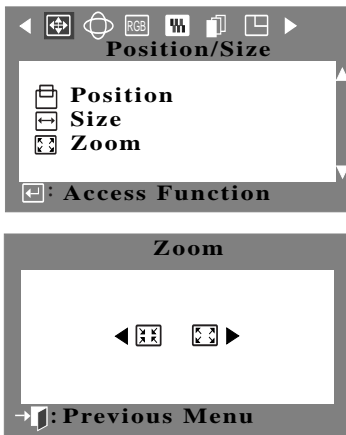 RGB
Position/Size
Position
Size
Zoom
: Access Function
Zoom
: Previous Menu